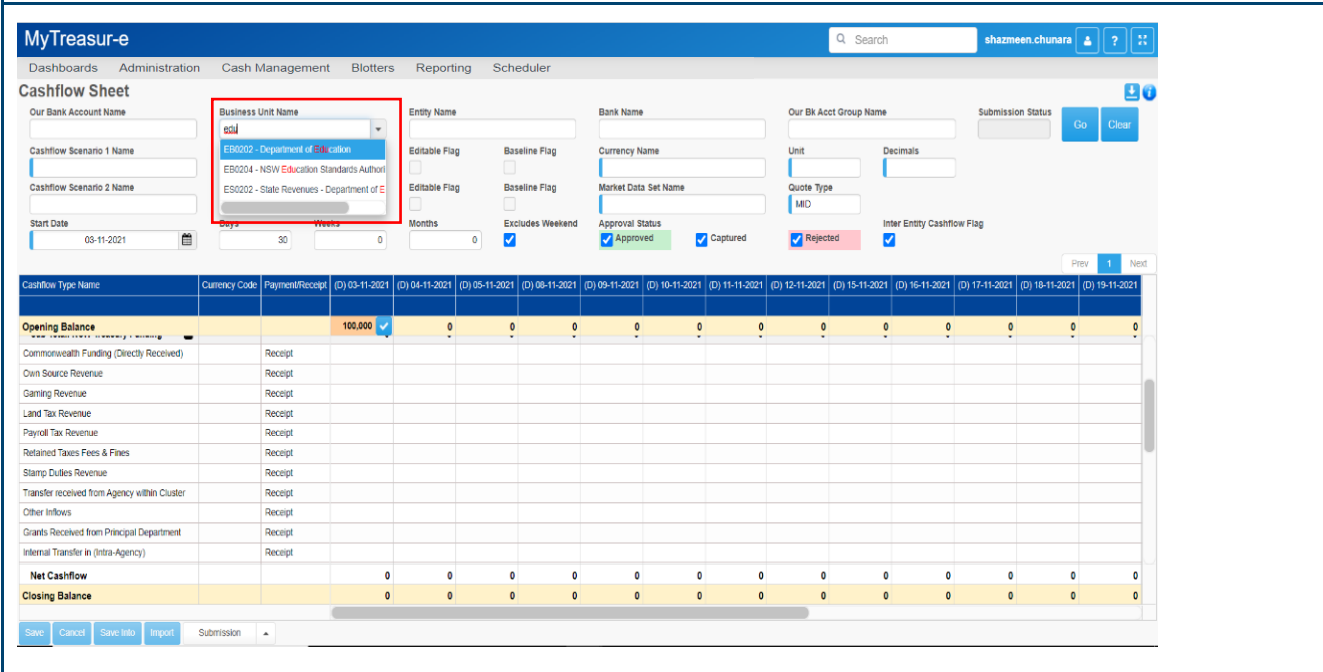 MyTreasur-e
Search
shazmeen.chunara
?
Dashboards Administration Cash Management Blotters Reporting Scheduler
Cashflow Sheet
Our Bank Account Name Business Unit Name Entity Name Bank Name Our Bk Acct Group Name Submission Status
edu
Go Clear
EB0202 - Department of Education
EB0204 - NSW Education Standards Authori
ES0202 - State Revenues - Department of E
Cashflow Scenario 1 Name Editable Flag Baseline Flag Currency Name Unit Decimals
Cashflow Scenario 2 Name Editable Flag Baseline Flag Market Data Set Name Quote Type
MID
Start Date Days Weeks Months Excludes Weekend Approval Status Inter Entity Cashflow Flag
03-11-2021 30 0 0 Approved Captured Rejected
Prev 1 Next
Cashflow Type Name Currency Code Payment/Receipt (D) 03-11-2021 (D) 04-11-2021 (D) 05-11-2021 (D) 08-11-2021 (D) 09-11-2021 (D) 10-11-2021 (D) 11-11-2021 (D) 12-11-2021 (D) 15-11-2021 (D) 16-11-2021 (D) 17-11-2021 (D) 18-11-2021 (D) 19-11-2021
Opening Balance 100,000 0 0 0 0 0 0 0 0 0 0 0 0
Commonwealth Funding (Directly Received) Receipt
Own Source Revenue Receipt
Gaming Revenue Receipt
Land Tax Revenue Receipt
Payroll Tax Revenue Receipt
Retained Taxes Fees & Fines Receipt
Stamp Duties Revenue Receipt
Transfer received from Agency within Cluster Receipt
Other Inflows Receipt
Grants Received from Principal Department Receipt
Internal Transfer in (Intra-Agency) Receipt
Net Cashflow 0 0 0 0 0 0 0 0 0 0 0 0 0
Closing Balance 0 0 0 0 0 0 0 0 0 0 0 0 0
Save Cancel Save Into Import Submission